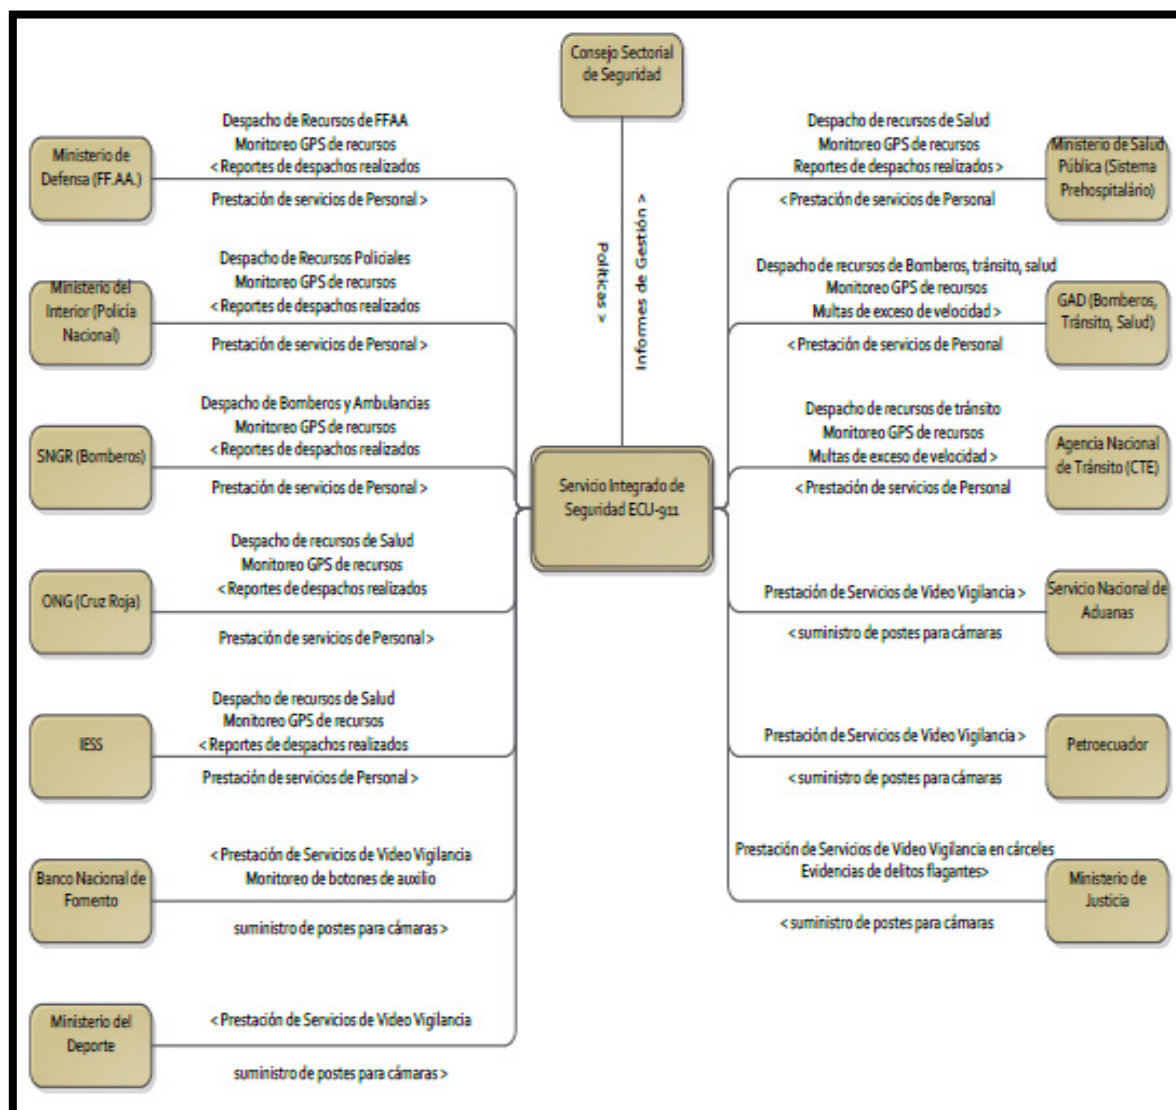 Consejo Sectorial
de Seguridad
Políticas >
Informes de Gestión >
Servicio Integrado de
Seguridad ECU-911
Ministerio de
Defensa (FF.AA.)
Despacho de Recursos de FFAA
Monitoreo GPS de recursos
< Reportes de despachos realizados
Prestación de servicios de Personal >
Ministerio del
Interior (Policía
Nacional)
Despacho de Recursos Policiales
Monitoreo GPS de recursos
< Reportes de despachos realizados
Prestación de servicios de Personal >
SNGR (Bomberos)
Despacho de Bomberos y Ambulancias
Monitoreo GPS de recursos
< Reportes de despachos realizados
Prestación de servicios de Personal >
ONG (Cruz Roja)
Despacho de recursos de Salud
Monitoreo GPS de recursos
< Reportes de despachos realizados
Prestación de servicios de Personal >
IESS
Despacho de recursos de Salud
Monitoreo GPS de recursos
< Reportes de despachos realizados
Prestación de servicios de Personal >
Banco Nacional de
Fomento
< Prestación de Servicios de Video Vigilancia
Monitoreo de botones de auxilio
suministro de postes para cámaras >
Ministerio del
Deporte
< Prestación de Servicios de Video Vigilancia
suministro de postes para cámaras >
Despacho de recursos de Salud
Monitoreo GPS de recursos
Reportes de despachos realizados >
< Prestación de servicios de Personal
Ministerio de Salud
Pública (Sistema
Prehospitalário)
Despacho de recursos de Bomberos, tránsito, salud
Monitoreo GPS de recursos
Multas de exceso de velocidad >
< Prestación de servicios de Personal
GAD (Bomberos,
Tránsito, Salud)
Despacho de recursos de tránsito
Monitoreo GPS de recursos
Multas de exceso de velocidad >
< Prestación de servicios de Personal
Agencia Nacional
de Tránsito (CTE)
Prestación de Servicios de Video Vigilancia >
< suministro de postes para cámaras
Servicio Nacional de
Aduanas
Prestación de Servicios de Video Vigilancia >
< suministro de postes para cámaras
Petroecuador
Prestación de Servicios de Video Vigilancia en cárceles
Evidencias de delitos flagantes>
< suministro de postes para cámaras
Ministerio de
Justicia